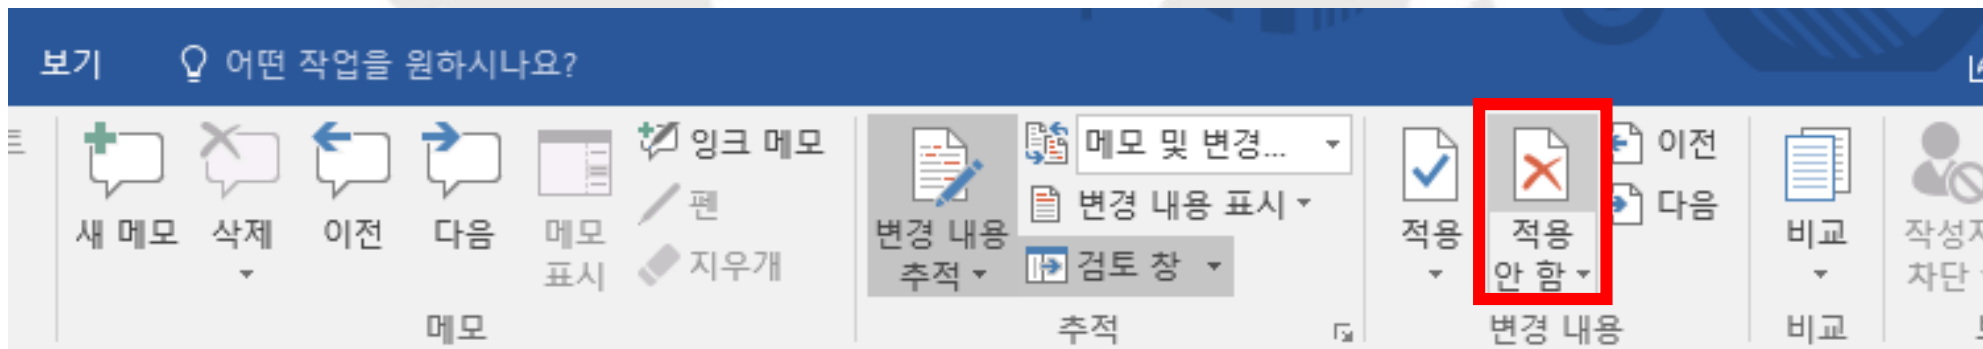 보기 어떤 작업을 원하시나요?
새 메모
삭제
이전
다음
메모
표시
잉크 메모
펜
지우개
메모
변경 내용
추적
메모 및 변경...
변경 내용 표시
검토 창
추적
적용
적용
안 함
이전
다음
변경 내용
비교
비교
차단